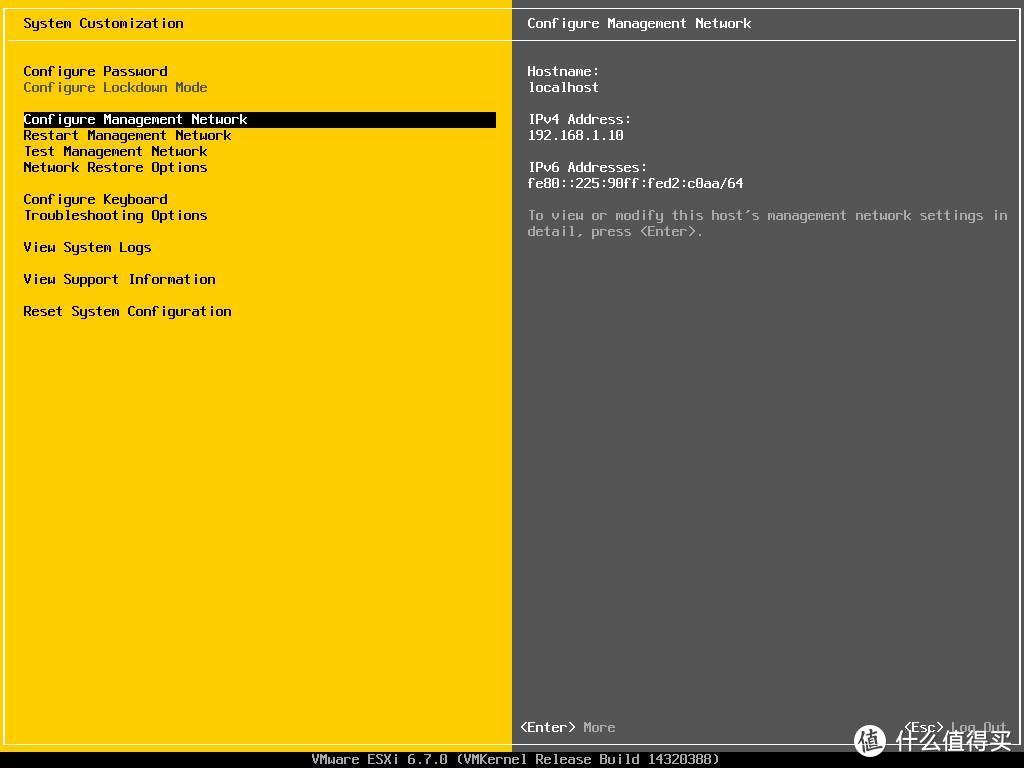 System Customization
Configure Password
Configure Lockdown Mode
Configure Management Network
Restart Management Network
Test Management Network
Network Restore Options
Configure Keyboard
Troubleshooting Options
View System Logs
View Support Information
Reset System Configuration
Configure Management Network
Hostname:
localhost
IPv4 Address:
192.168.1.10
IPv6 Addresses:
fe80::225:90ff:fed2:c0aa/64
To view or modify this host's management network settings in
detail, press <Enter>.
<Enter> More
<Esc> Log Out
值 什么值得买
VMware ESXi 6.7.0 (VMKernel Release Build 14320388)